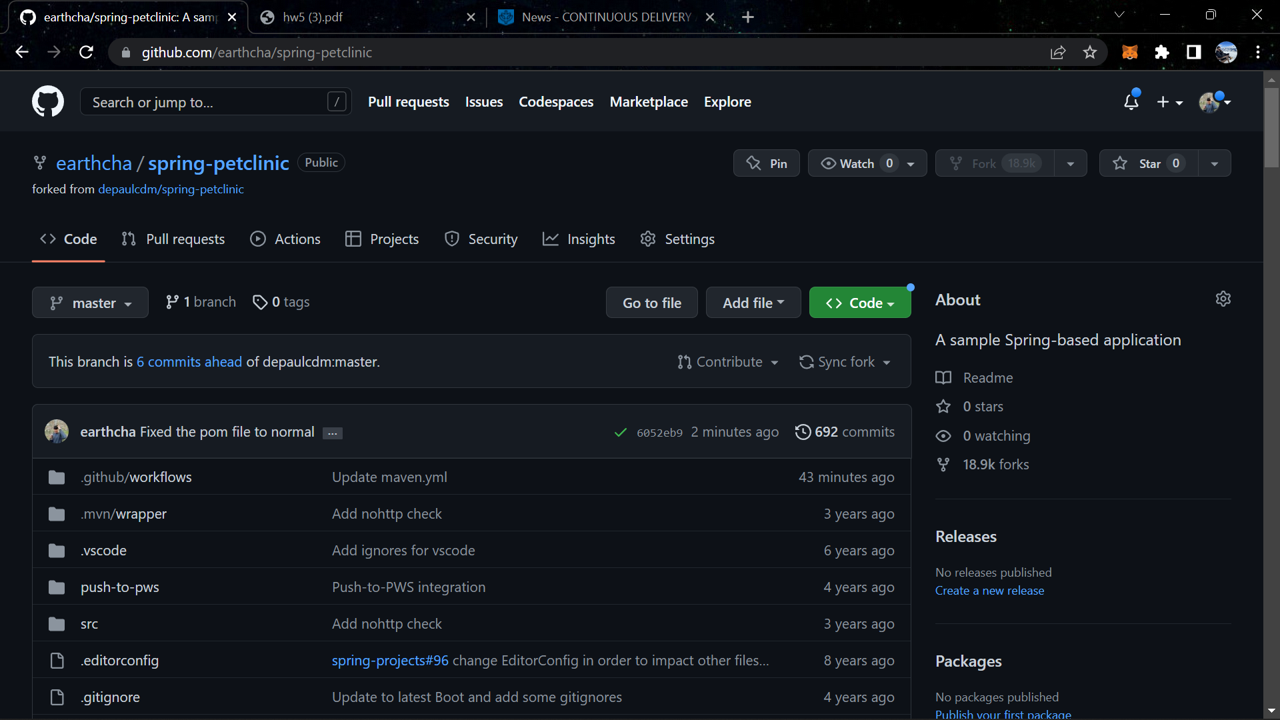 earthcha/spring-petclinic: A sam
hw5 (3).pdf
News - CONTINUOUS DELIVERY
github.com/earthcha/spring-petclinic
Search or jump to...
/
Pull requests
Issues
Codespaces
Marketplace
Explore
earthcha / spring-petclinic
Public
Pin
Watch 0
Fork 18.9k
Star 0
forked from depaulcdm/spring-petclinic
Code
Pull requests
Actions
Projects
Security
Insights
Settings
master
1 branch
0 tags
Go to file
Add file
Code
This branch is 6 commits ahead of depaulcdm:master.
Contribute
Sync fork
earthcha Fixed the pom file to normal ...
6052eb9 2 minutes ago
692 commits
.github/workflows
Update maven.yml
43 minutes ago
.mvn/wrapper
Add nohttp check
3 years ago
.vscode
Add ignores for vscode
6 years ago
push-to-pws
Push-to-PWS integration
4 years ago
src
Add nohttp check
3 years ago
.editorconfig
spring-projects#96 change EditorConfig in order to impact other files...
8 years ago
.gitignore
Update to latest Boot and add some gitignores
4 years ago
About
A sample Spring-based application
Readme
0 stars
0 watching
18.9k forks
Releases
No releases published
Create a new release
Packages
No packages published
Publish your first package